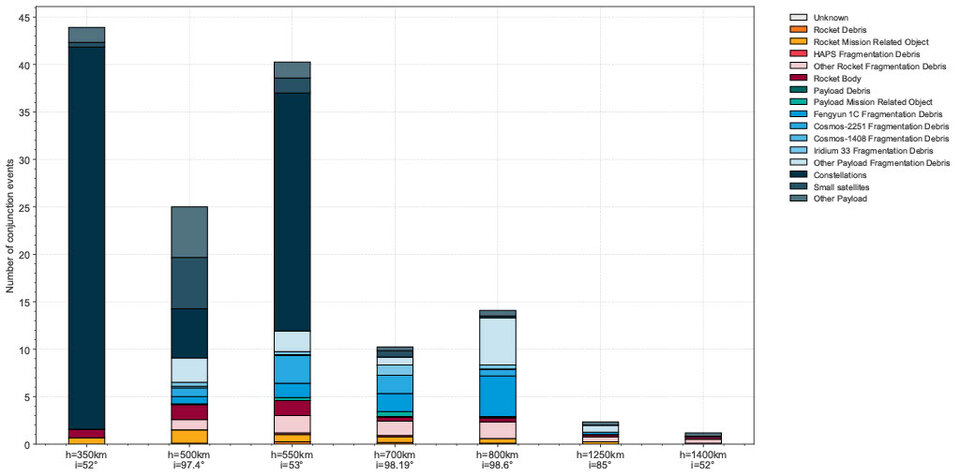 45
40
35
30
25
20
15
10
5
0
Number of conjunction events
h=350km
i=52°
h=500km
i=97.4°
h=550km
i=53°
h=700km
i=98.19°
h=800km
i=98.6°
h=1250km
i=85°
h=1400km
i=52°
Unknown
Rocket Debris
Rocket Mission Related Object
HAPS Fragmentation Debris
Other Rocket Fragmentation Debris
Rocket Body
Payload Debris
Payload Mission Related Object
Fengyun 1C Fragmentation Debris
Cosmos-2251 Fragmentation Debris
Cosmos-1408 Fragmentation Debris
Iridium 33 Fragmentation Debris
Other Payload Fragmentation Debris
Constellations
Small satellites
Other Payload